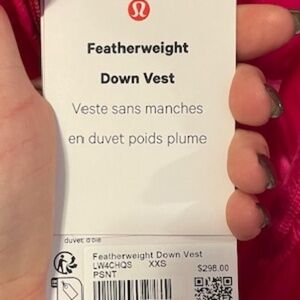 Featherweight
Down Vest
Veste sans manches
en duvet poids plume
duvet d'oie
Featherweight Down Vest
LW4CHQS XXS
PSNT
$298.00